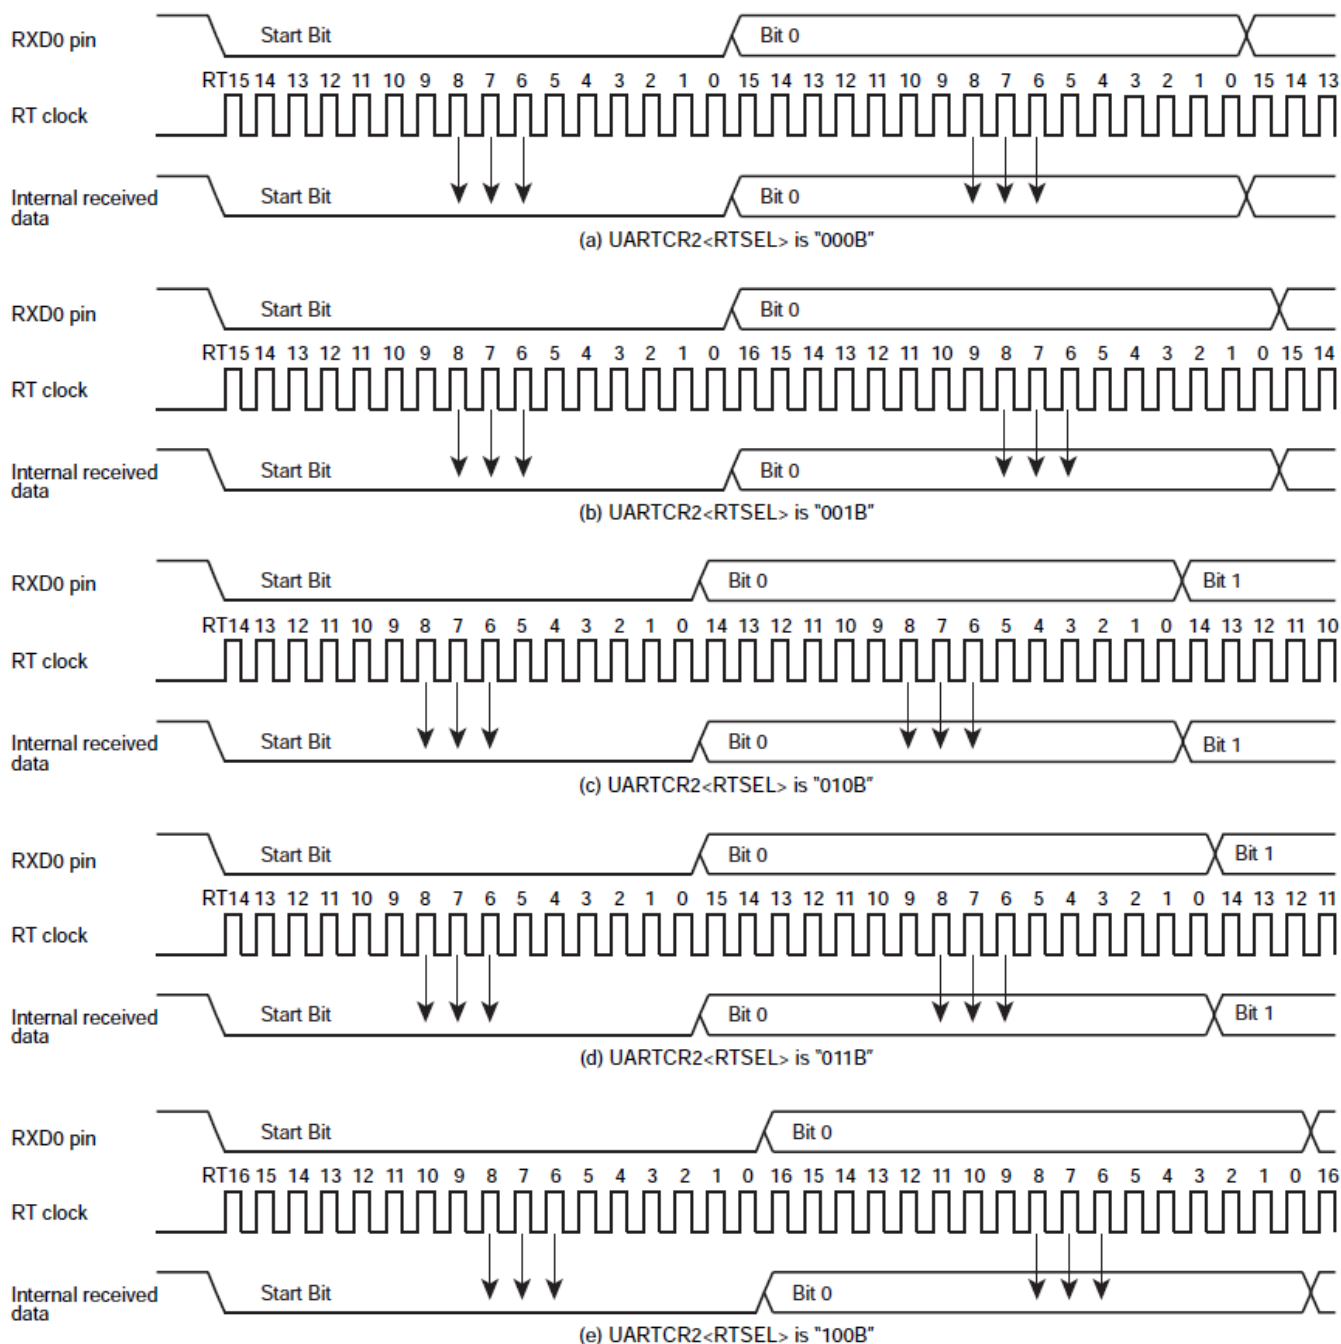 RXD0 pin Start Bit Bit 0
RT15 14 13 12 11 10 9 8 7 6 5 4 3 2 1 0 15 14 13 12 11 10 9 8 7 6 5 4 3 2 1 0 15 14 13
RT clock
Internal received data Start Bit Bit 0
(a) UARTCR2<RTSEL> is "000B"
RXD0 pin Start Bit Bit 0
RT15 14 13 12 11 10 9 8 7 6 5 4 3 2 1 0 16 15 14 13 12 11 10 9 8 7 6 5 4 3 2 1 0 15 14
RT clock
Internal received data Start Bit Bit 0
(b) UARTCR2<RTSEL> is "001B"
RXD0 pin Start Bit Bit 0 Bit 1
RT14 13 12 11 10 9 8 7 6 5 4 3 2 1 0 14 13 12 11 10 9 8 7 6 5 4 3 2 1 0 14 13 12 11 10
RT clock
Internal received data Start Bit Bit 0 Bit 1
(c) UARTCR2<RTSEL> is "010B"
RXD0 pin Start Bit Bit 0 Bit 1
RT14 13 12 11 10 9 8 7 6 5 4 3 2 1 0 15 14 13 12 11 10 9 8 7 6 5 4 3 2 1 0 14 13 12 11
RT clock
Internal received data Start Bit Bit 0 Bit 1
(d) UARTCR2<RTSEL> is "011B"
RXD0 pin Start Bit Bit 0
RT16 15 14 13 12 11 10 9 8 7 6 5 4 3 2 1 0 16 15 14 13 12 11 10 9 8 7 6 5 4 3 2 1 0 16
RT clock
Internal received data Start Bit Bit 0
(e) UARTCR2<RTSEL> is "100B"